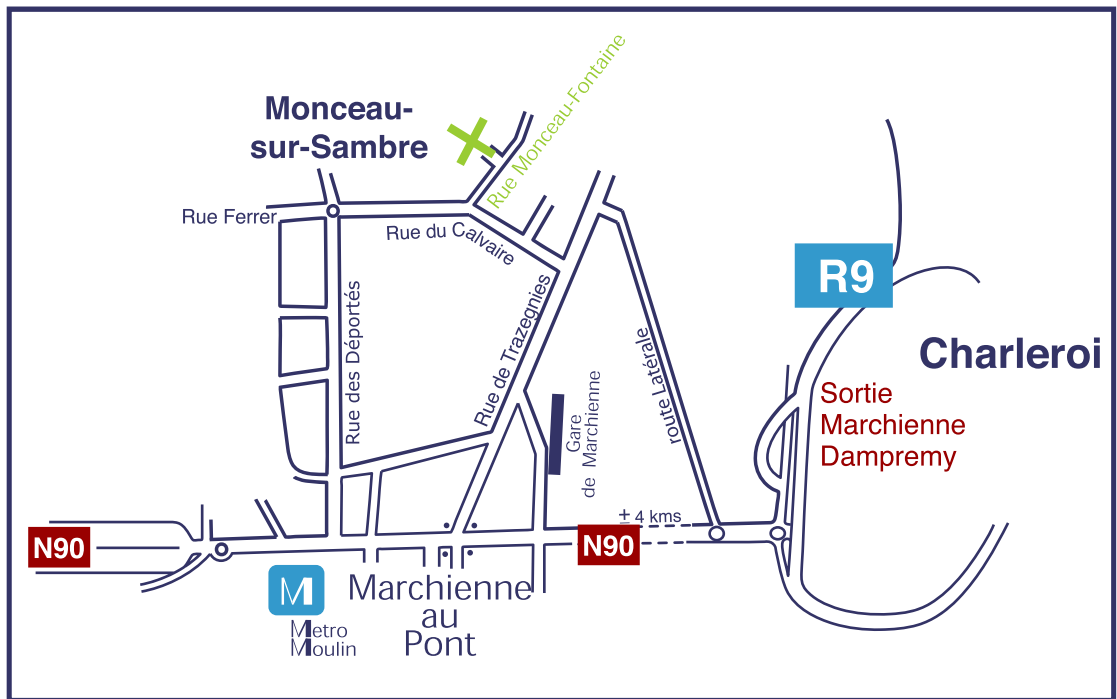 Rue Monceau-Fontaine
Monceau-
sur-Sambre
Rue Ferrer
Rue du Calvaire
R9
Charleroi
Rue des Déportés
Rue de Trazegnies
route Latérale
Gare
de Marchienne
Sortie
Marchienne
Dampremy
± 4 kms
N90
N90
M
Metro
Moulin
Marchienne
au
Pont